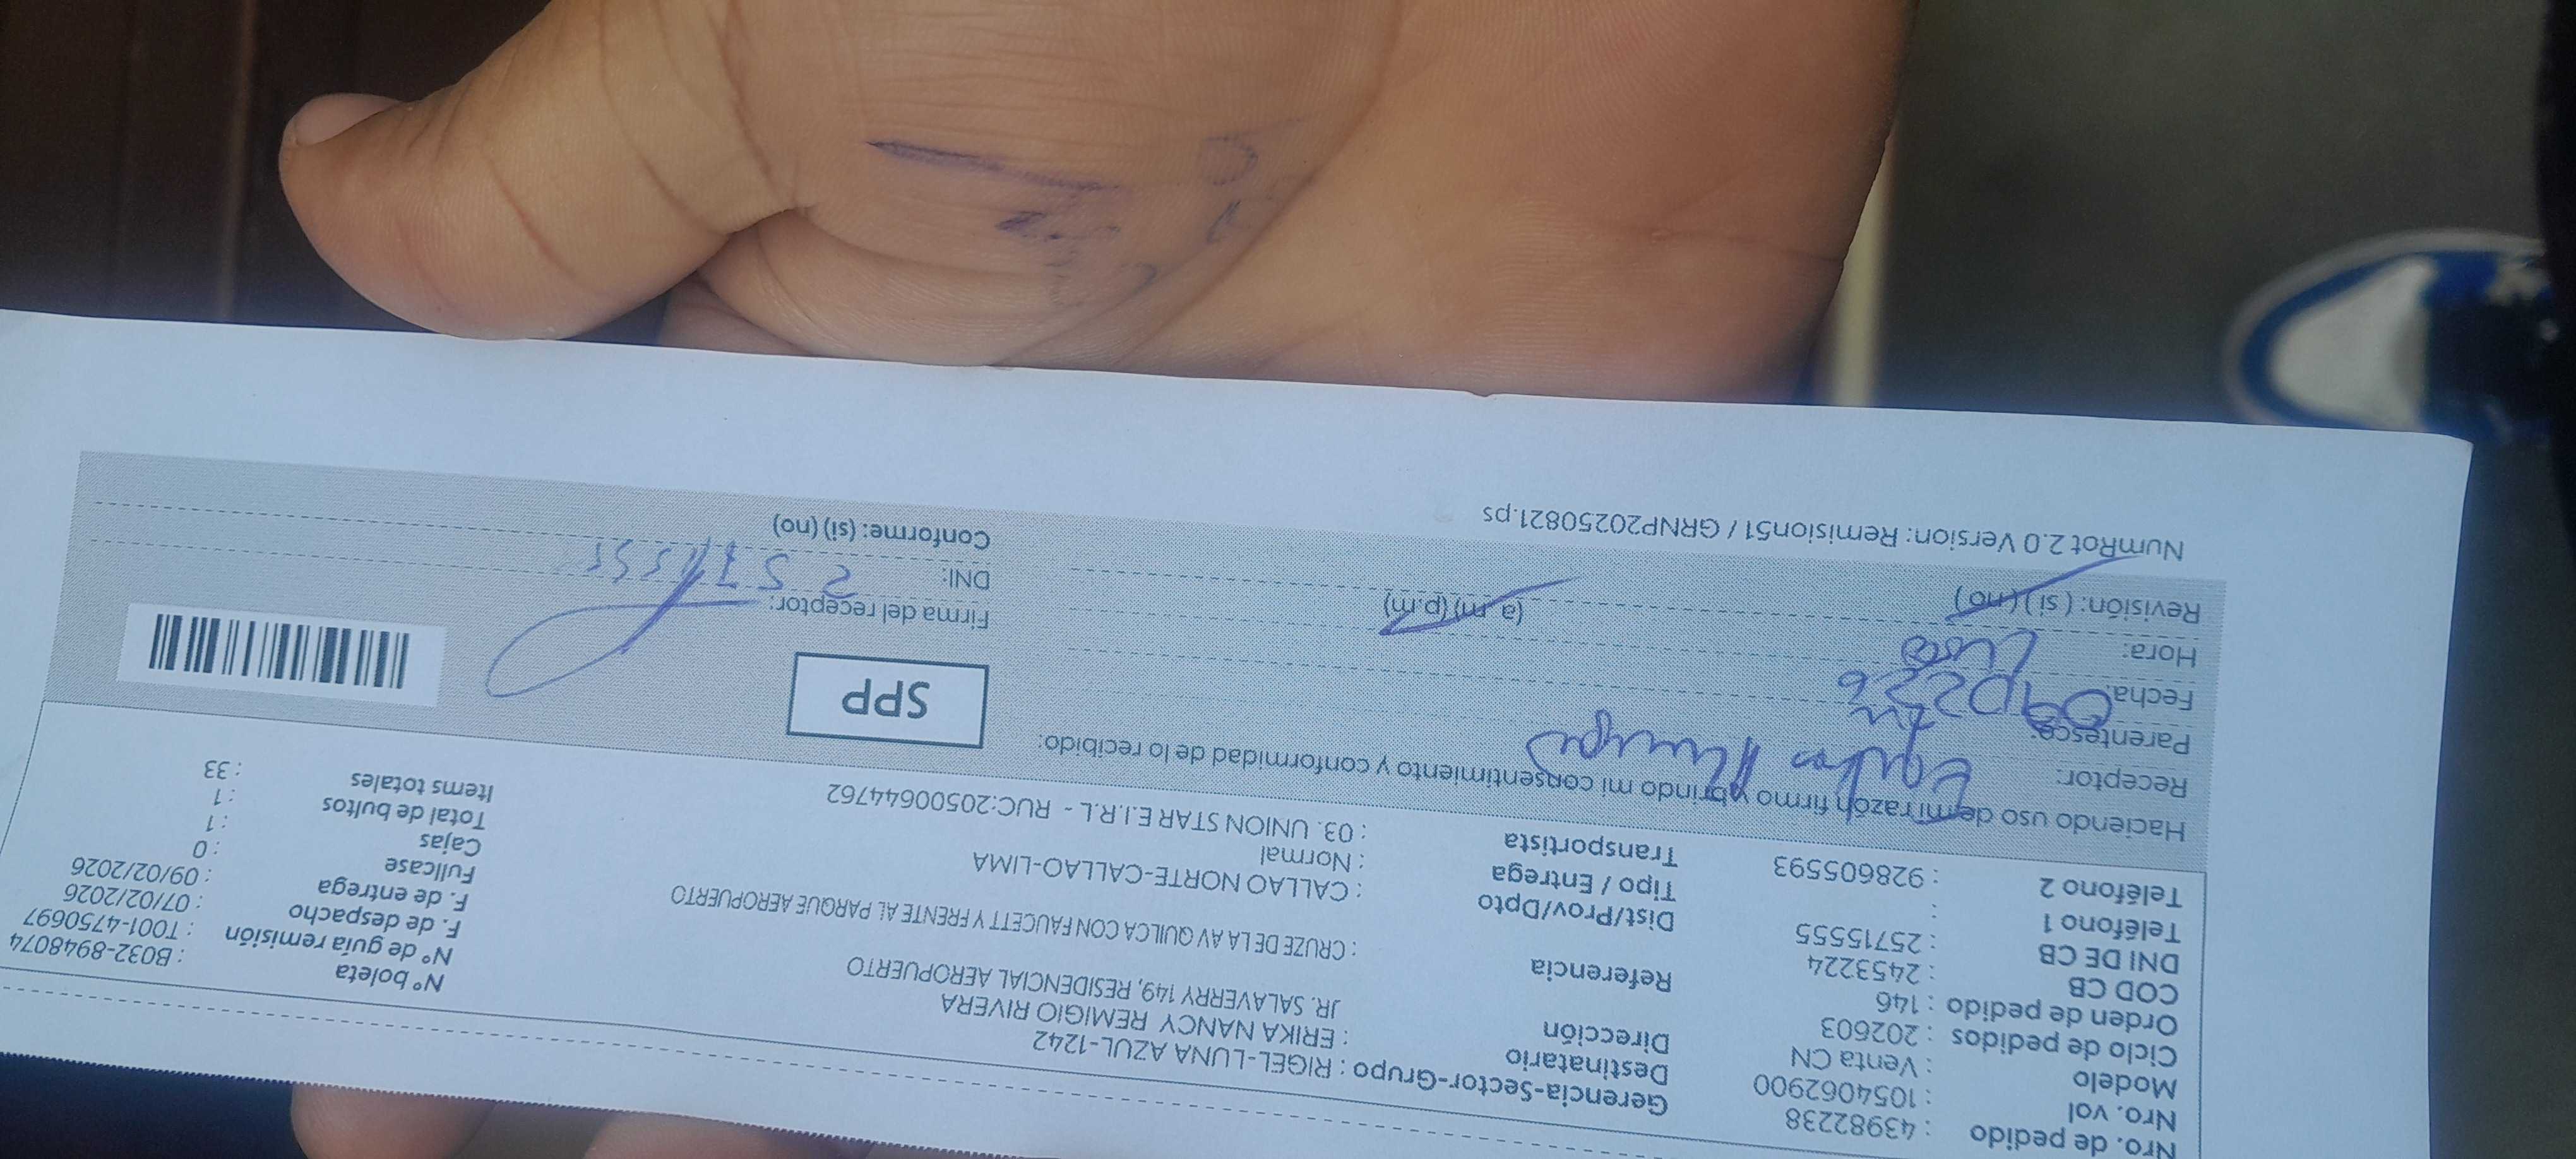 Nro. de pedido : 43982238
Nro. vol : 1054062900
Modelo : Venta CN
Ciclo de pedidos : 202603
Orden de pedido : 146
COD CB : 2453224
DNI DE CB : 25715555
Teléfono 1 :
Teléfono 2 : 928605593
Gerencia-Sector-Grupo : RIGEL-LUNA AZUL-1242
Destinatario : ERIKA NANCY REMIGIO RIVERA
Dirección JR. SALAVERRY 149, RESIDENCIAL AEROPUERTO
Referencia : CRUZE DE LA AV QUILCA CON FAUCETT Y FRENTE AL PARQUE AEROPUERTO
Dist/Prov/Dpto : CALLAO NORTE-CALLAO-LIMA
Tipo / Entrega : Normal
Transportista : 03. UNION STAR E.I.R.L - RUC:20500644762
Nº boleta : B032-8948074
Nº de guía remisión : T001-4750697
F. de despacho : 07/02/2026
F. de entrega : 09/02/2026
Fullcase : 0
Cajas : 1
Total de bultos : 1
Items totales : 33
Haciendo uso de mi razón firmo y brindo mi consentimiento y conformidad de lo recibido:
Receptor:
Parentesco:
Fecha:
Hora:
(a.m) (p.m)
Revisión: (si) (no)
SPP
Firma del receptor:
DNI: 25715555
Conforme: (si) (no)
NumRot 2.0 Version: Remision51 / GRNP20250821.ps